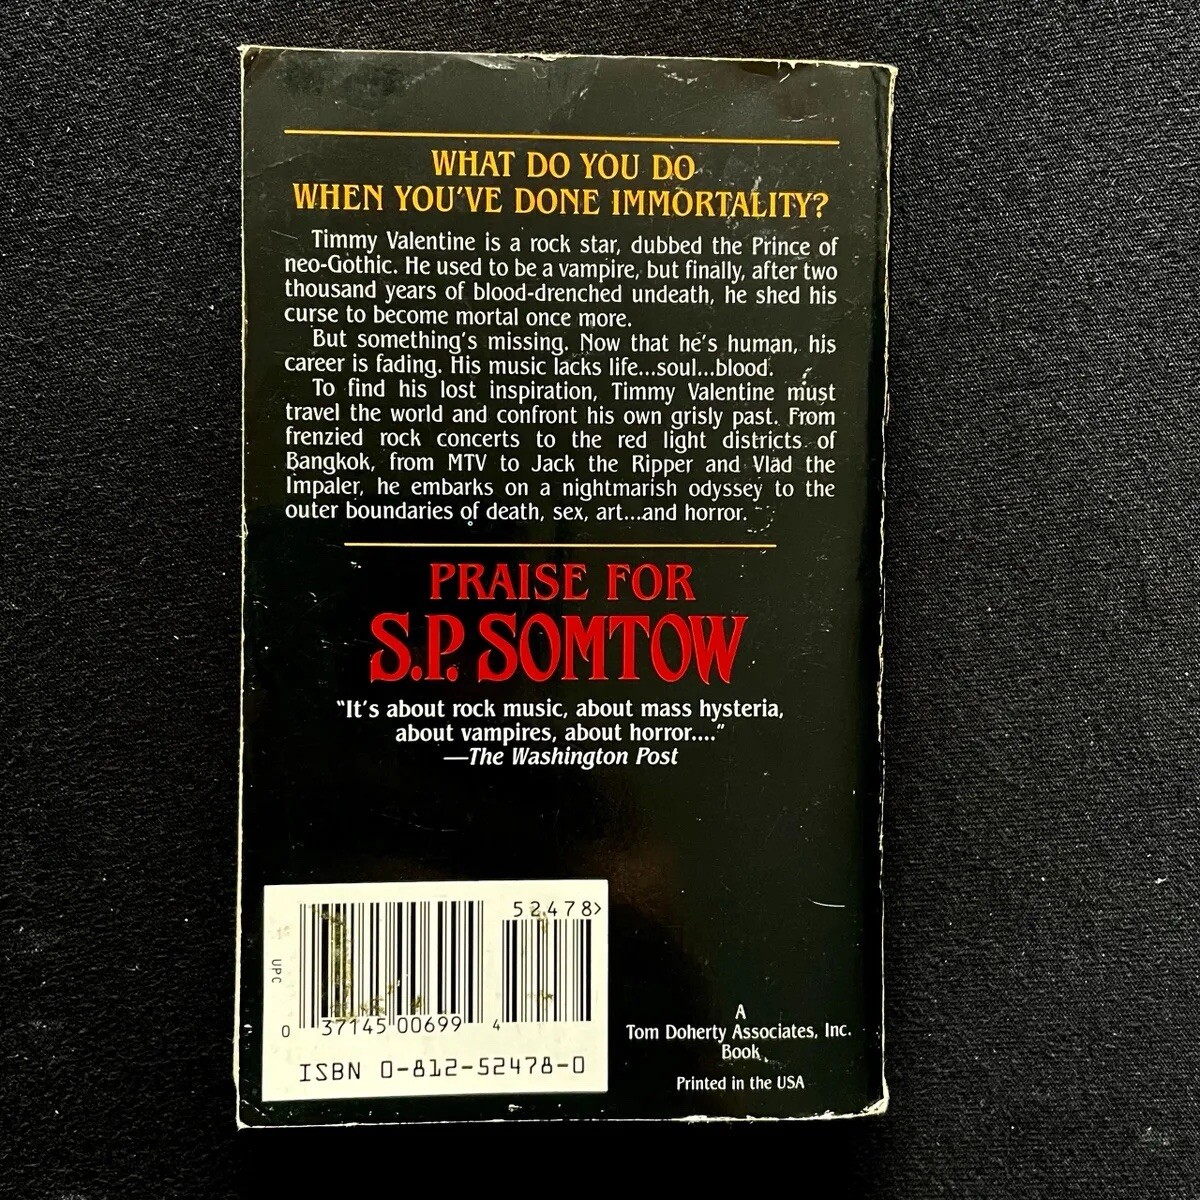 WHAT DO YOU DO
WHEN YOU'VE DONE IMMORTALITY?
Timmy Valentine is a rock star, dubbed the Prince of
neo-Gothic. He used to be a vampire, but finally, after two
thousand years of blood-drenched undeath, he shed his
curse to become mortal once more.
But something's missing. Now that he's human, his
career is fading. His music lacks life...soul...blood.
To find his lost inspiration, Timmy Valentine must
travel the world and confront his own grisly past. From
frenzied rock concerts to the red light districts of
Bangkok, from MTV to Jack the Ripper and Vlad the
Impaler, he embarks on a nightmarish odyssey to the
outer boundaries of death, sex, art...and horror.
PRAISE FOR
S.P. SOMTOW
"It's about rock music, about mass hysteria,
about vampires, about horror...."
—The Washington Post
52478>
UPC
0 37145 00699 4
ISBN 0-812-52478-0
A
Tom Doherty Associates, Inc.
Book
Printed in the USA